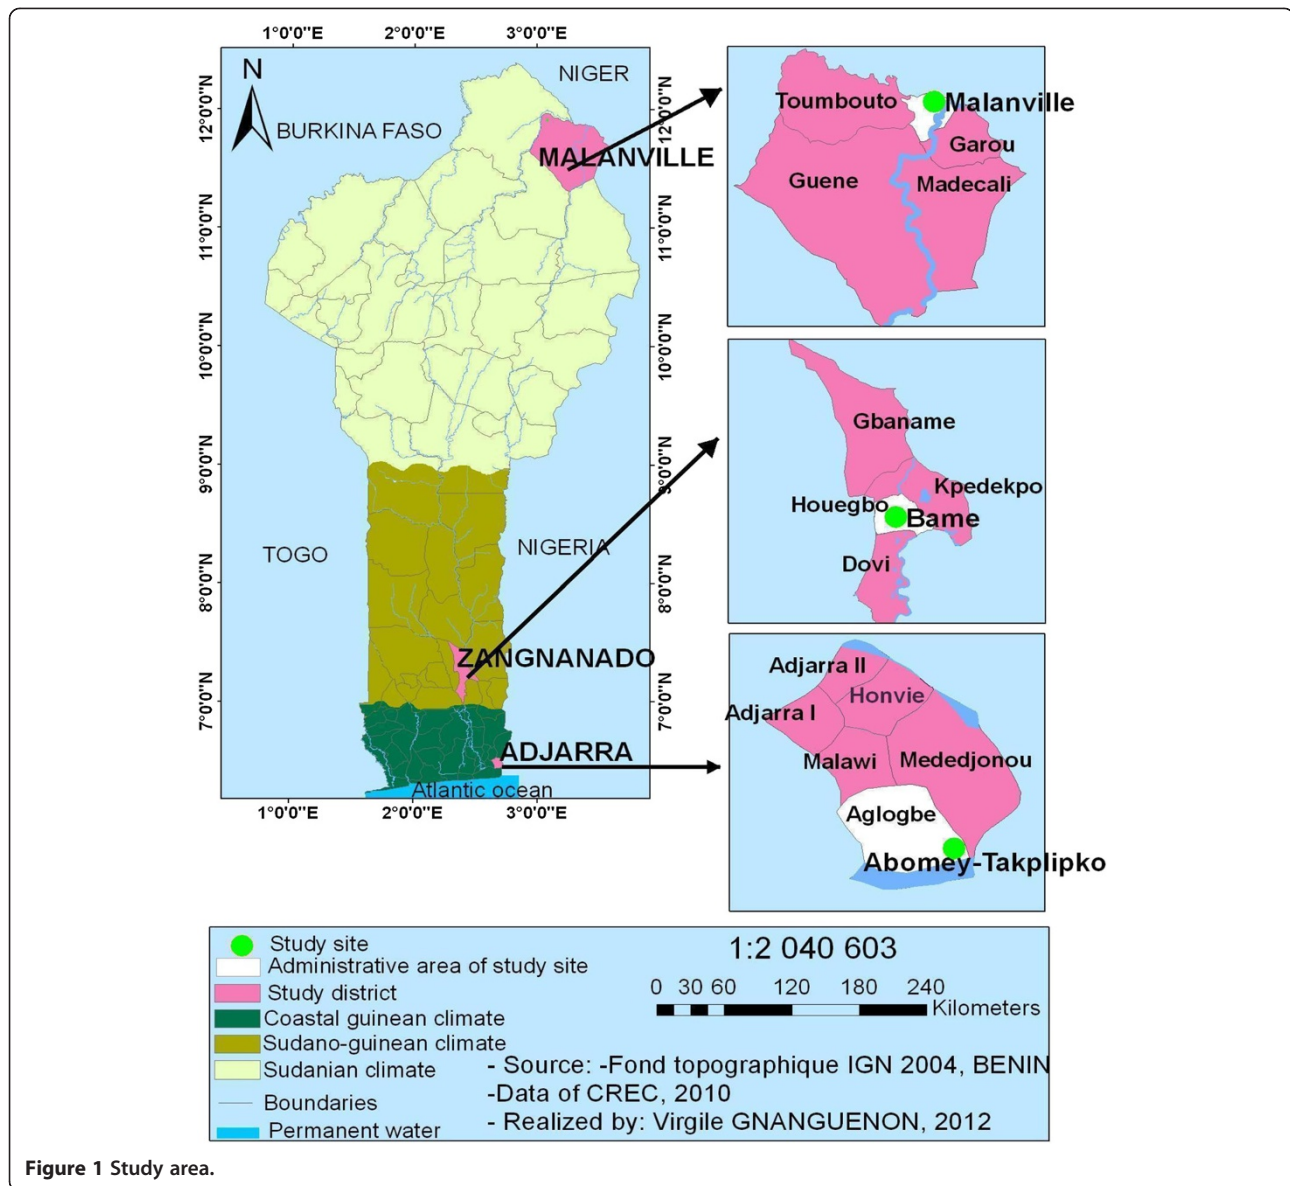 1°0'0"E
2°0'0"E
3°0'0"E
N
NIGER
BURKINA FASO
MALANVILLE
TOGO
NIGERIA
ZANGNANADO
ADJARRA
Atlantic ocean
12°0'0"N
11°0'0"N
10°0'0"N
9°0'0"N
8°0'0"N
7°0'0"N
12°0'0"N
11°0'0"N
10°0'0"N
9°0'0"N
8°0'0"N
7°0'0"N
1°0'0"E
2°0'0"E
3°0'0"E
Toumbouto
Malanville
Garou
Guene
Madecali
Gbaname
Kpedekpo
Houegbo
Bame
Dovi
Adjarra II
Honvie
Adjarra I
Malawi
Mededjonou
Aglogbe
Abomey-Takplipko
Study site
Administrative area of study site
Study district
Coastal guinean climate
Sudano-guinean climate
Sudanian climate
Boundaries
Permanent water
1:2 040 603
0 30 60 120 180 240
Kilometers
- Source: -Fond topographique IGN 2004, BENIN
-Data of CREC, 2010
- Realized by: Virgile GNANGUENON, 2012
Figure 1 Study area.